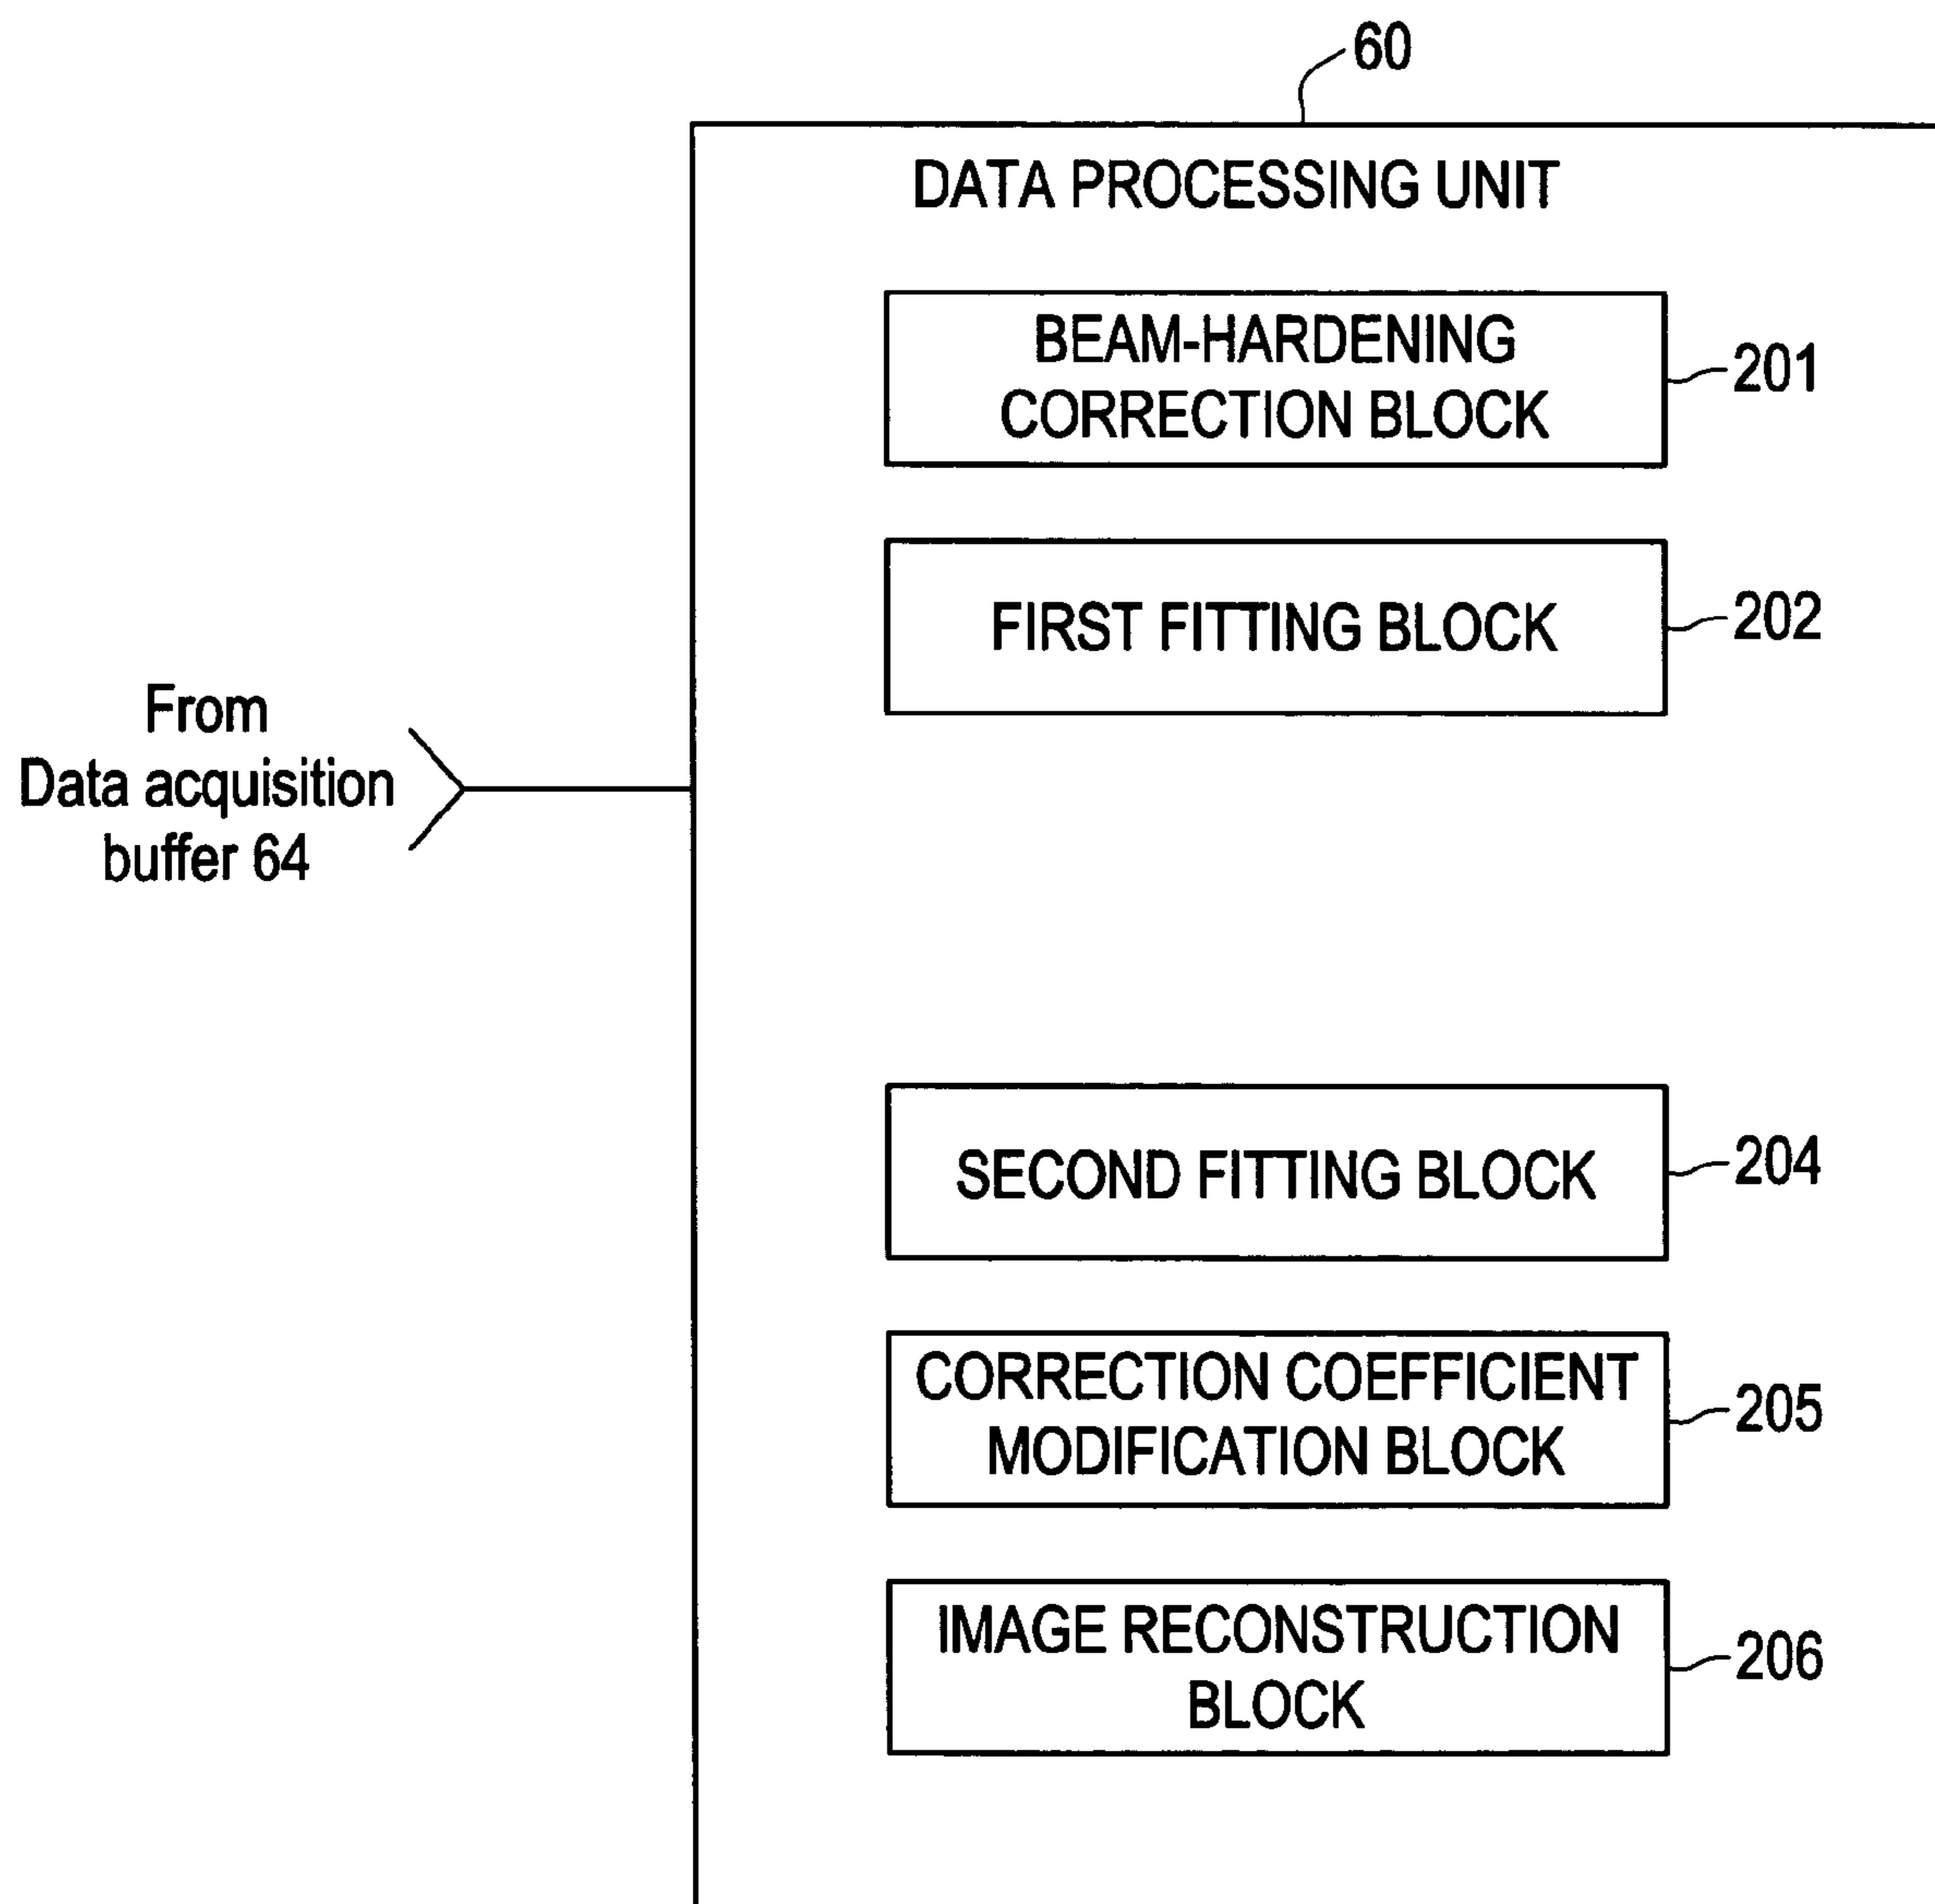 60
DATA PROCESSING UNIT
BEAM-HARDENING
CORRECTION BLOCK
201
FIRST FITTING BLOCK
202
From
Data acquisition
buffer 64
SECOND FITTING BLOCK
204
CORRECTION COEFFICIENT
MODIFICATION BLOCK
205
IMAGE RECONSTRUCTION
BLOCK
206